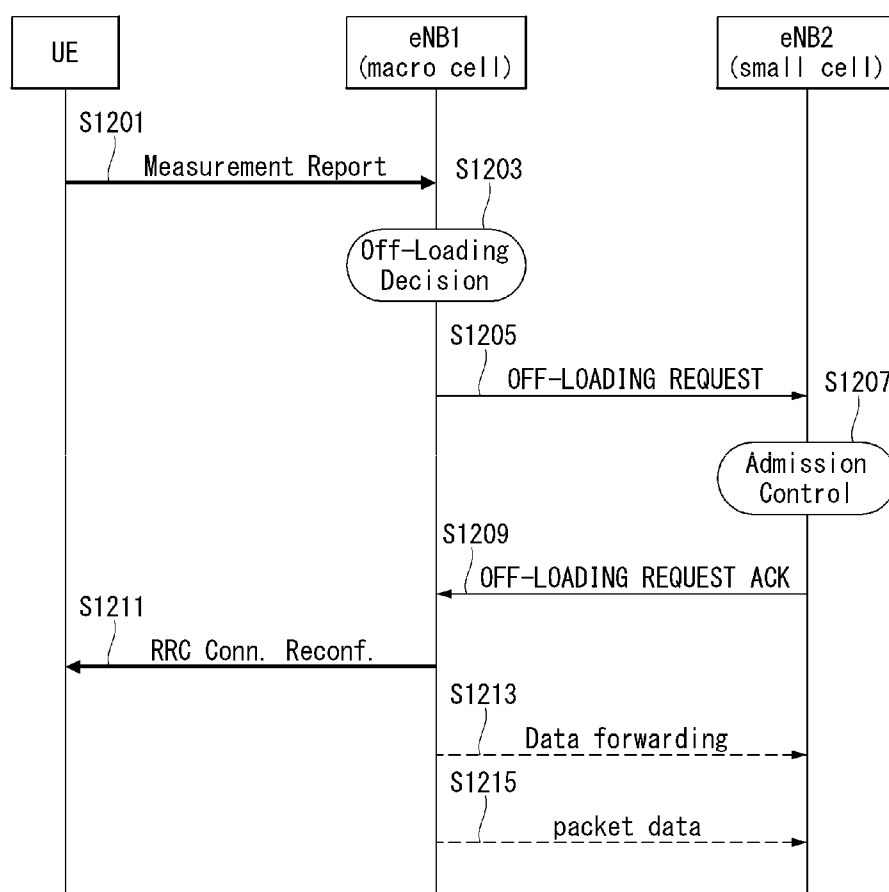 UE
eNB1
(macro cell)
eNB2
(small cell)
S1201
Measurement Report
S1203
Off-Loading
Decision
S1205
OFF-LOADING REQUEST
S1207
Admission
Control
S1209
OFF-LOADING REQUEST ACK
S1211
RRC Conn. Reconf.
S1213
Data forwarding
S1215
packet data